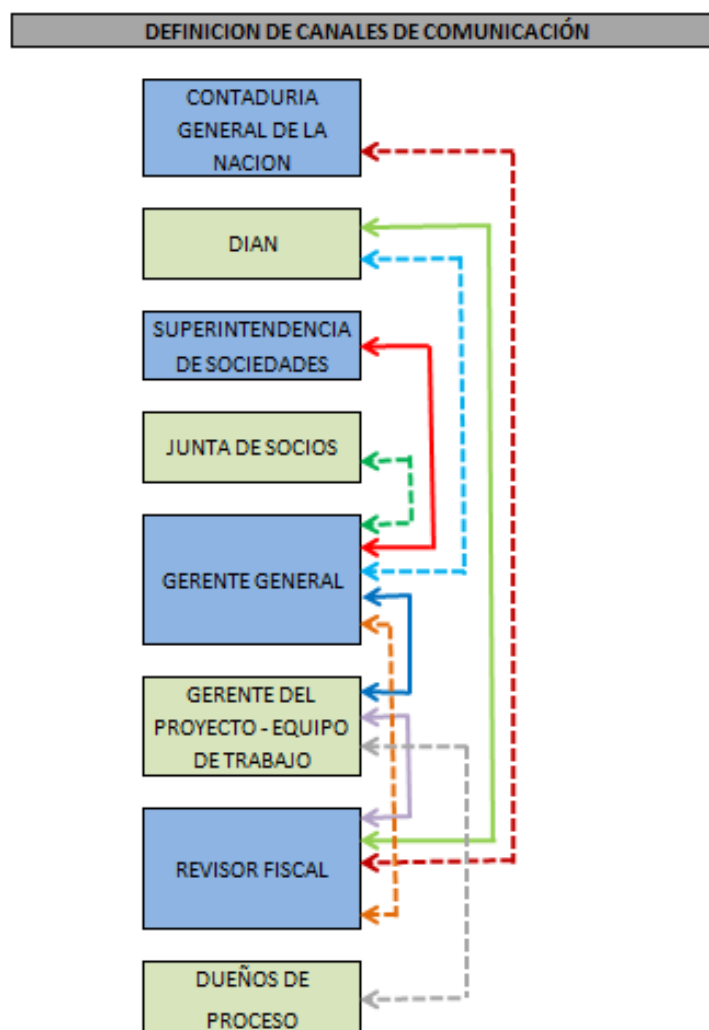 DEFINICION DE CANALES DE COMUNICACIÓN
CONTADURIA
GENERAL DE LA
NACION
DIAN
SUPERINTENDENCIA
DE SOCIEDADES
JUNTA DE SOCIOS
GERENTE GENERAL
GERENTE DEL
PROYECTO - EQUIPO
DE TRABAJO
REVISOR FISCAL
DUEÑOS DE
PROCESO